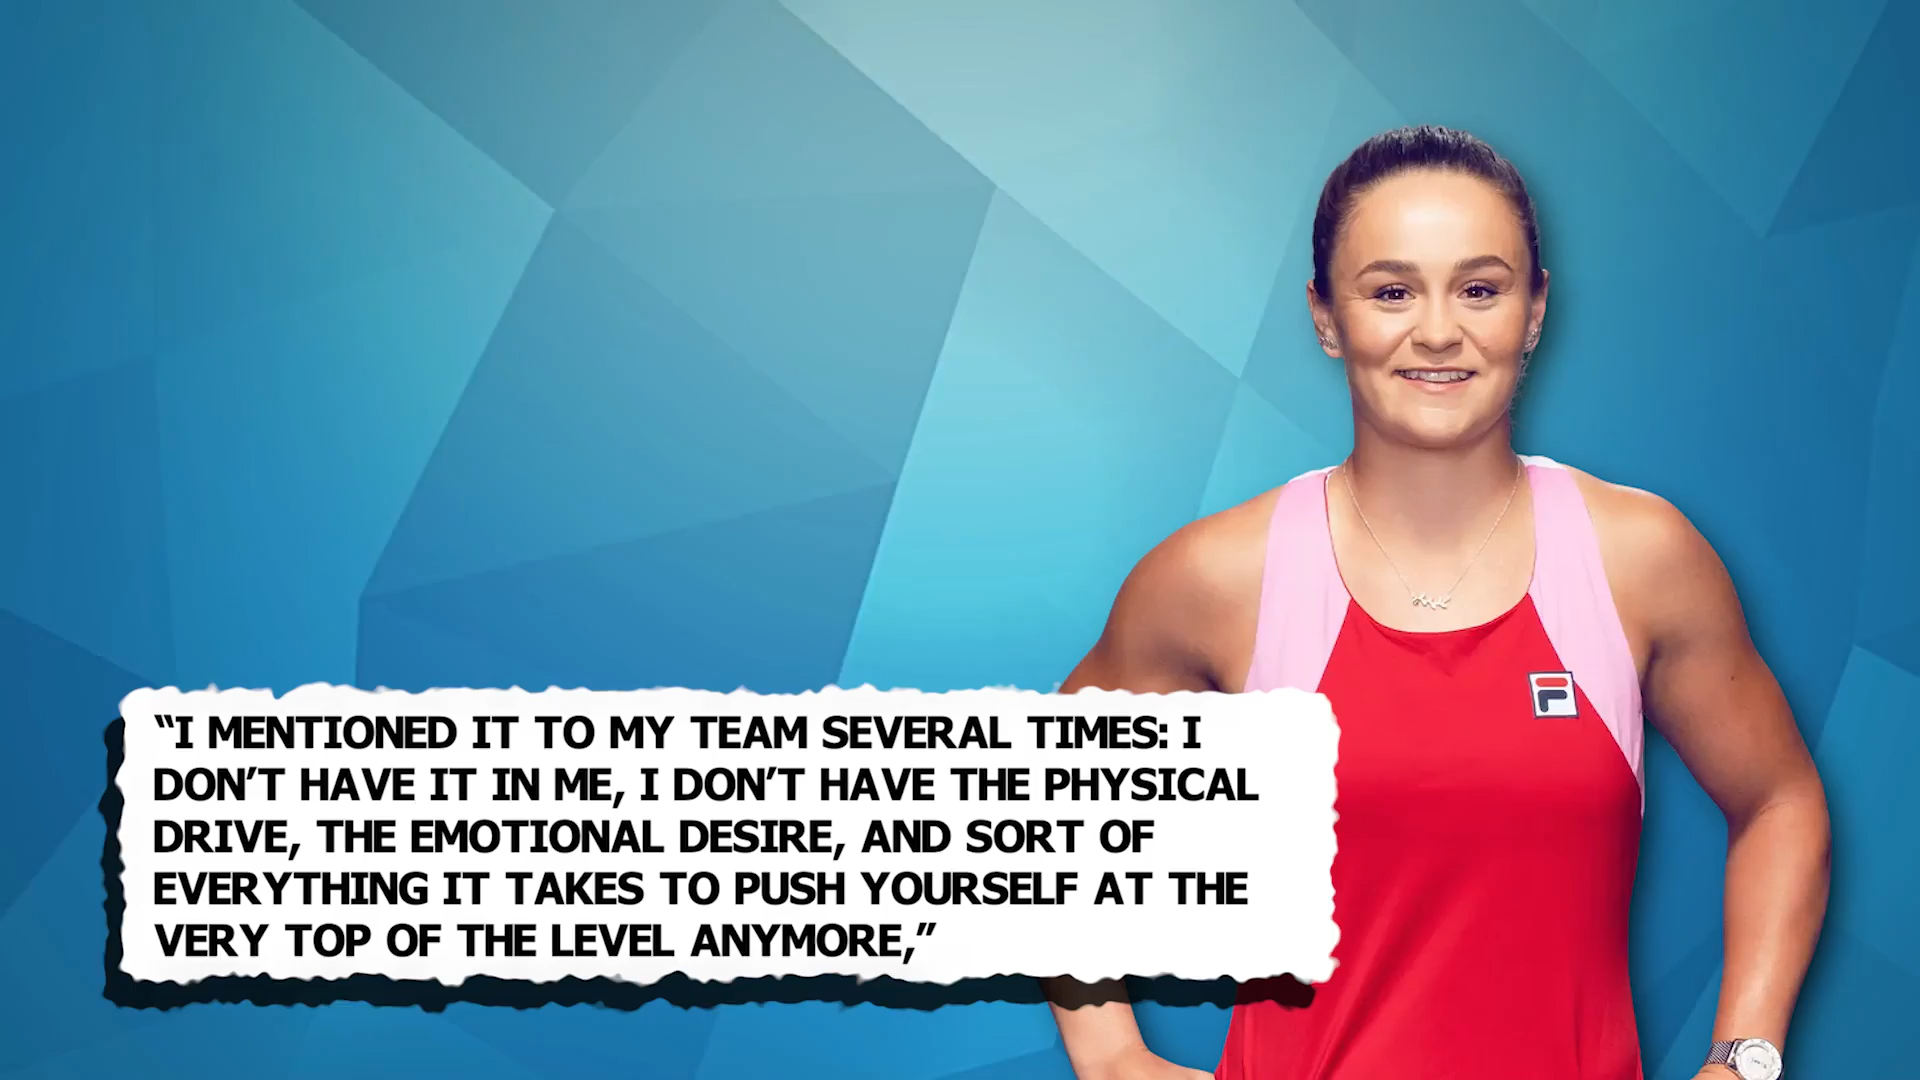 “I MENTIONED IT TO MY TEAM SEVERAL TIMES: I
DON’T HAVE IT IN ME, I DON’T HAVE THE PHYSICAL
DRIVE, THE EMOTIONAL DESIRE, AND SORT OF
EVERYTHING IT TAKES TO PUSH YOURSELF AT THE
VERY TOP OF THE LEVEL ANYMORE,”